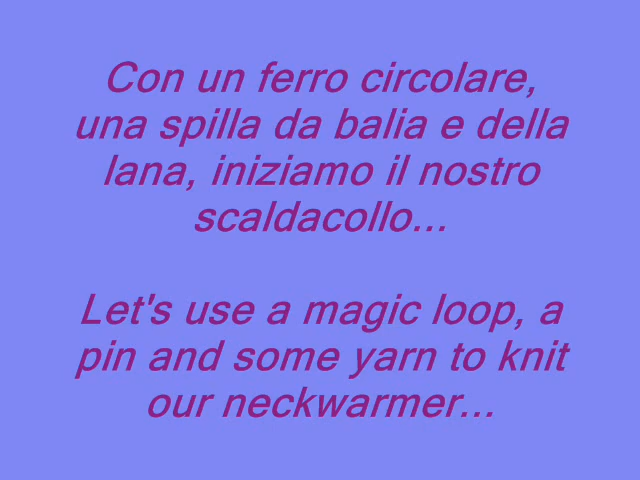 Con un ferro circolare,
una spilla da balia e della
lana, iniziamo il nostro
scaldacollo...
Let's use a magic loop, a
pin and some yarn to knit
our neckwarmer...